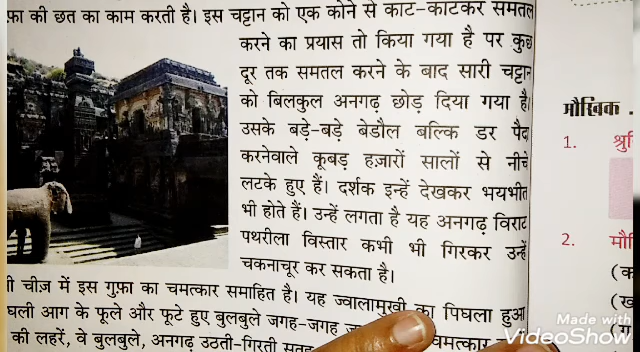 की छत का काम करती है। इस चट्टान को एक कोने से काट-काटकर समतल
करने का प्रयास तो किया गया है पर कुछ
दूर तक समतल करने के बाद सारी चट्टान
को बिलकुल अनगढ़ छोड़ दिया गया है।
उसके बड़े-बड़े बेडौल बल्कि डर पैदा
करनेवाले कूबड़ हज़ारों सालों से नीचे
लटके हुए हैं। दर्शक इन्हें देखकर भयभीत
भी होते हैं। उन्हें लगता है यह अनगढ़ विराट
पथरीला विस्तार कभी भी गिरकर उन्हें
चकनाचूर कर सकता है।
चीज़ में इस गुफ़ा का चमत्कार समाहित है। यह ज्वालामुखी का पिघला हुआ
आग के फूले और फूटे हुए बुलबुले जगह-जगह
की लहरें, वे बुलबुले, अनगढ़ उठती-गिरती
मौखिक
1.
2.
Made with
VideoShow